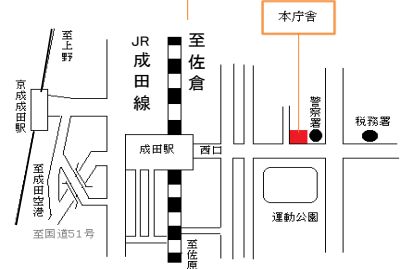 本庁舎
至上野
JR成田線
至佐倉
京成成田駅
警察署
税務署
成田駅
西口
至成田空港
運動公園
至国道51号
至佐原